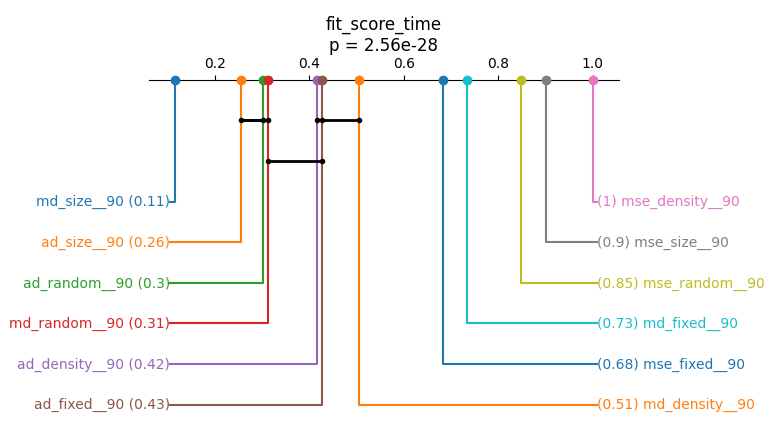 fit_score_time
p = 2.56e-28
0.2 0.4 0.6 0.8 1.0
md_size__90 (0.11) (1) mse_density__90
ad_size__90 (0.26) (0.9) mse_size__90
ad_random__90 (0.3) (0.85) mse_random__90
md_random__90 (0.31) (0.73) md_fixed__90
ad_density__90 (0.42) (0.68) mse_fixed__90
ad_fixed__90 (0.43) (0.51) md_density__90